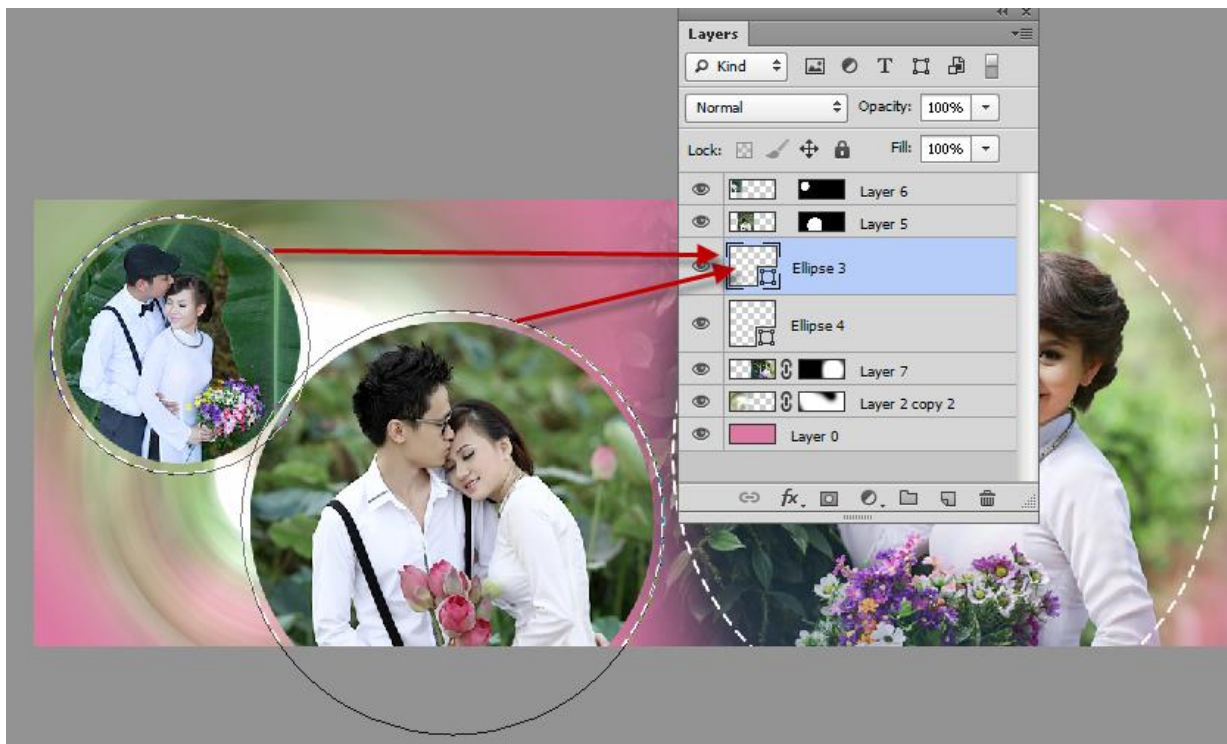 Layers
Kind T
Normal Opacity: 100%
Lock: Fill: 100%
Layer 6
Layer 5
Ellipse 3
Ellipse 4
Layer 7
Layer 2 copy 2
Layer 0
fx.